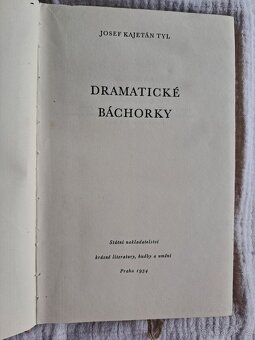 JOSEF KAJETÁN TYL
DRAMATICKÉ
BÁCHORKY
Státní nakladatelství
krásné literatury, hudby a umění
Praha 1954